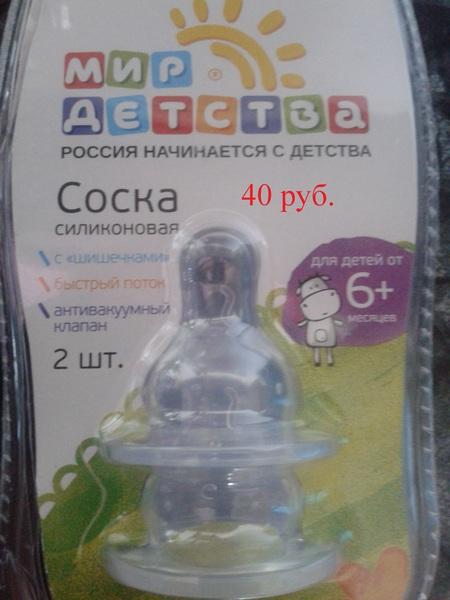 МИР ®
ДЕТСТВА
РОССИЯ НАЧИНАЕТСЯ С ДЕТСТВА
Соска
40 руб.
силиконовая
с «шишечками»
быстрый поток
антивакуумный
клапан
2 шт.
для детей от
6+
месяцев